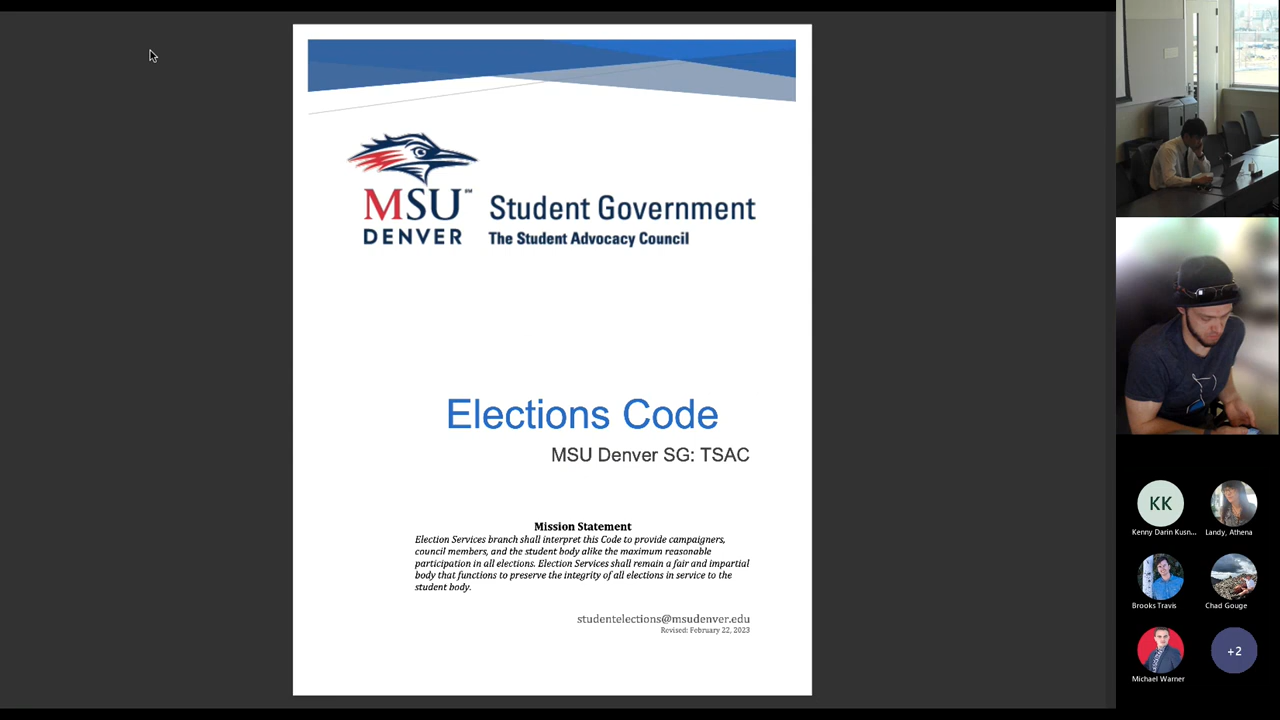 MSU
DENVER
Student Government
The Student Advocacy Council
Elections Code
MSU Denver SG: TSAC
Mission Statement
Election Services branch shall interpret this Code to provide campaigners,
council members, and the student body alike the maximum reasonable
participation in all elections. Election Services shall remain a fair and impartial
body that functions to preserve the integrity of all elections in service to the
student body.
studentelections@msudenver.edu
Revised: February 22, 2023
KK
Kenny Darin Kusn...
Landy, Athena
Brooks Travis
Chad Gouge
Michael Warner
+2